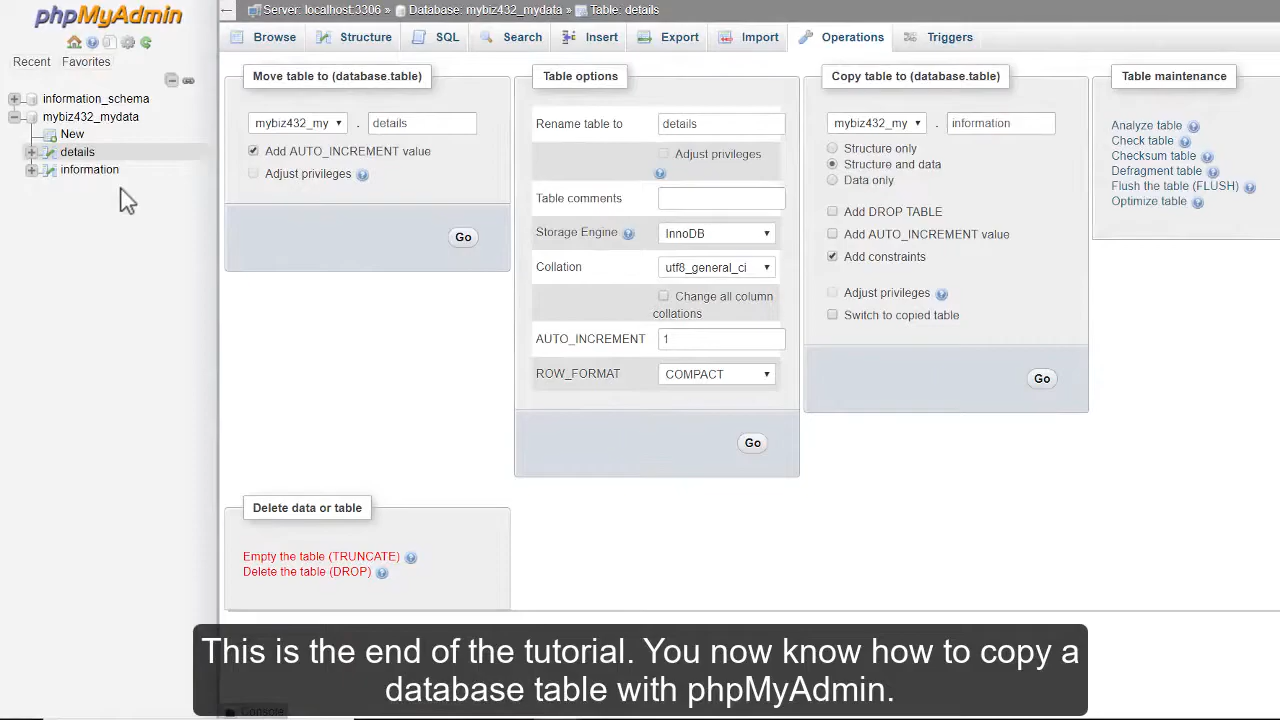 phpMyAdmin
Recent Favorites
information_schema
mybiz432_mydata
New
details
information
Server: localhost:3306 » Database: mybiz432_mydata » Table: details
Browse Structure SQL Search Insert Export Import Operations Triggers
Move table to (database.table)
mybiz432_my . details
Add AUTO_INCREMENT value
Adjust privileges
Go
Table options
Rename table to details
Adjust privileges
Table comments
Storage Engine InnoDB
Collation utf8_general_ci
Change all column
collations
AUTO_INCREMENT 1
ROW_FORMAT COMPACT
Go
Copy table to (database.table)
mybiz432_my . information
Structure only
Structure and data
Data only
Add DROP TABLE
Add AUTO_INCREMENT value
Add constraints
Adjust privileges
Switch to copied table
Go
Table maintenance
Analyze table
Check table
Checksum table
Defragment table
Flush the table (FLUSH)
Optimize table
Delete data or table
Empty the table (TRUNCATE)
Delete the table (DROP)
This is the end of the tutorial. You now know how to copy a
database table with phpMyAdmin.
Console